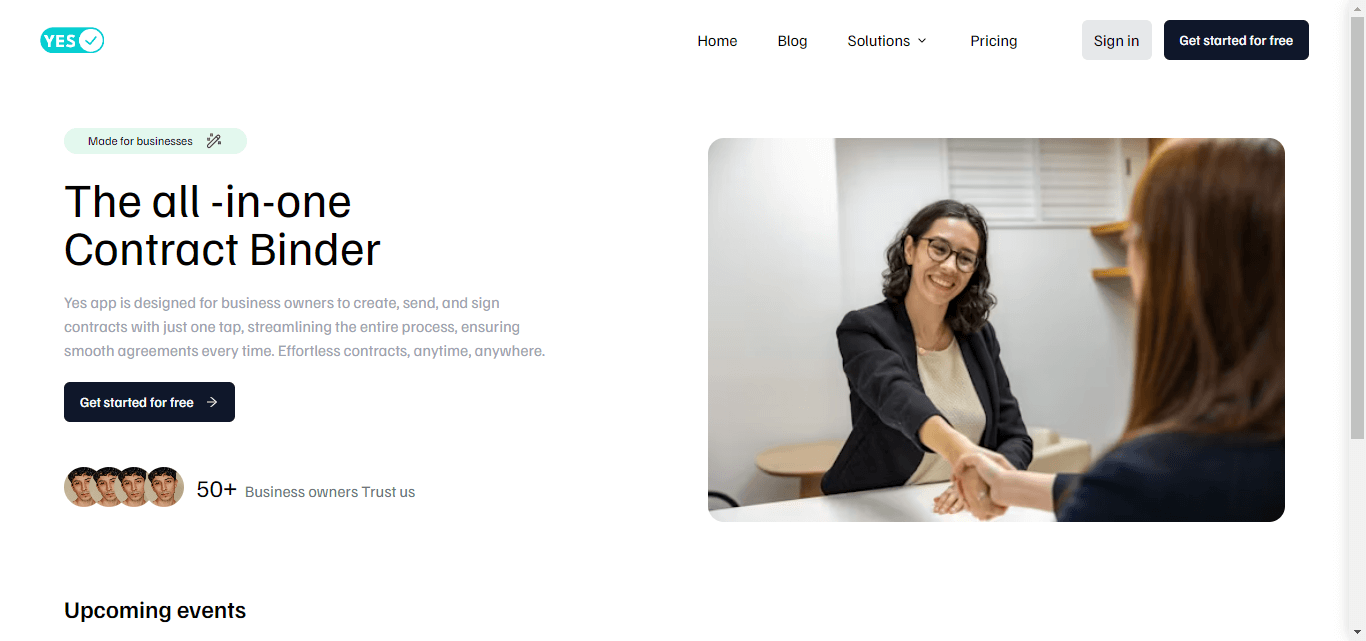 YES
Home Blog Solutions Pricing Sign in Get started for free
Made for businesses
The all -in-one
Contract Binder
Yes app is designed for business owners to create, send, and sign
contracts with just one tap, streamlining the entire process, ensuring
smooth agreements every time. Effortless contracts, anytime, anywhere.
Get started for free
50+ Business owners Trust us
Upcoming events